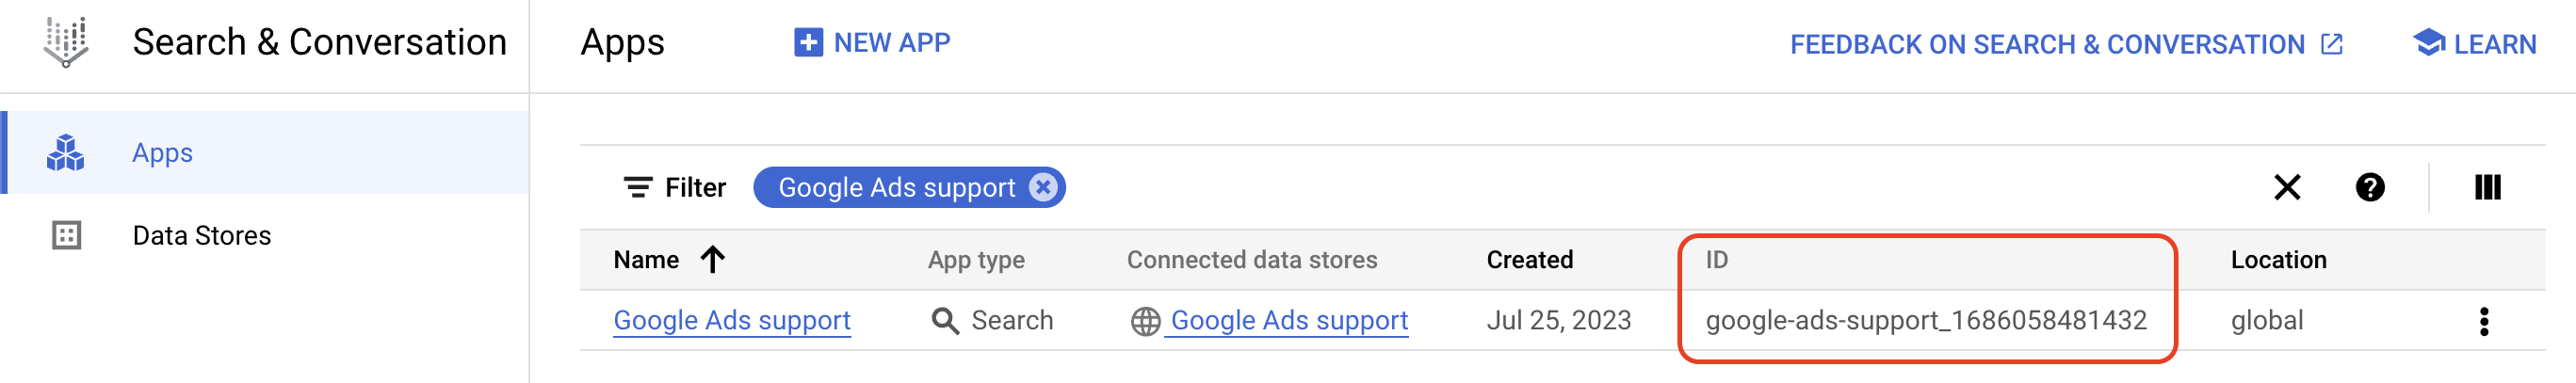 Search & Conversation
Apps
NEW APP
FEEDBACK ON SEARCH & CONVERSATION
LEARN
Apps
Data Stores
Filter
Google Ads support
Name App type Connected data stores Created ID Location
Google Ads support Search Google Ads support Jul 25, 2023 google-ads-support_1686058481432 global